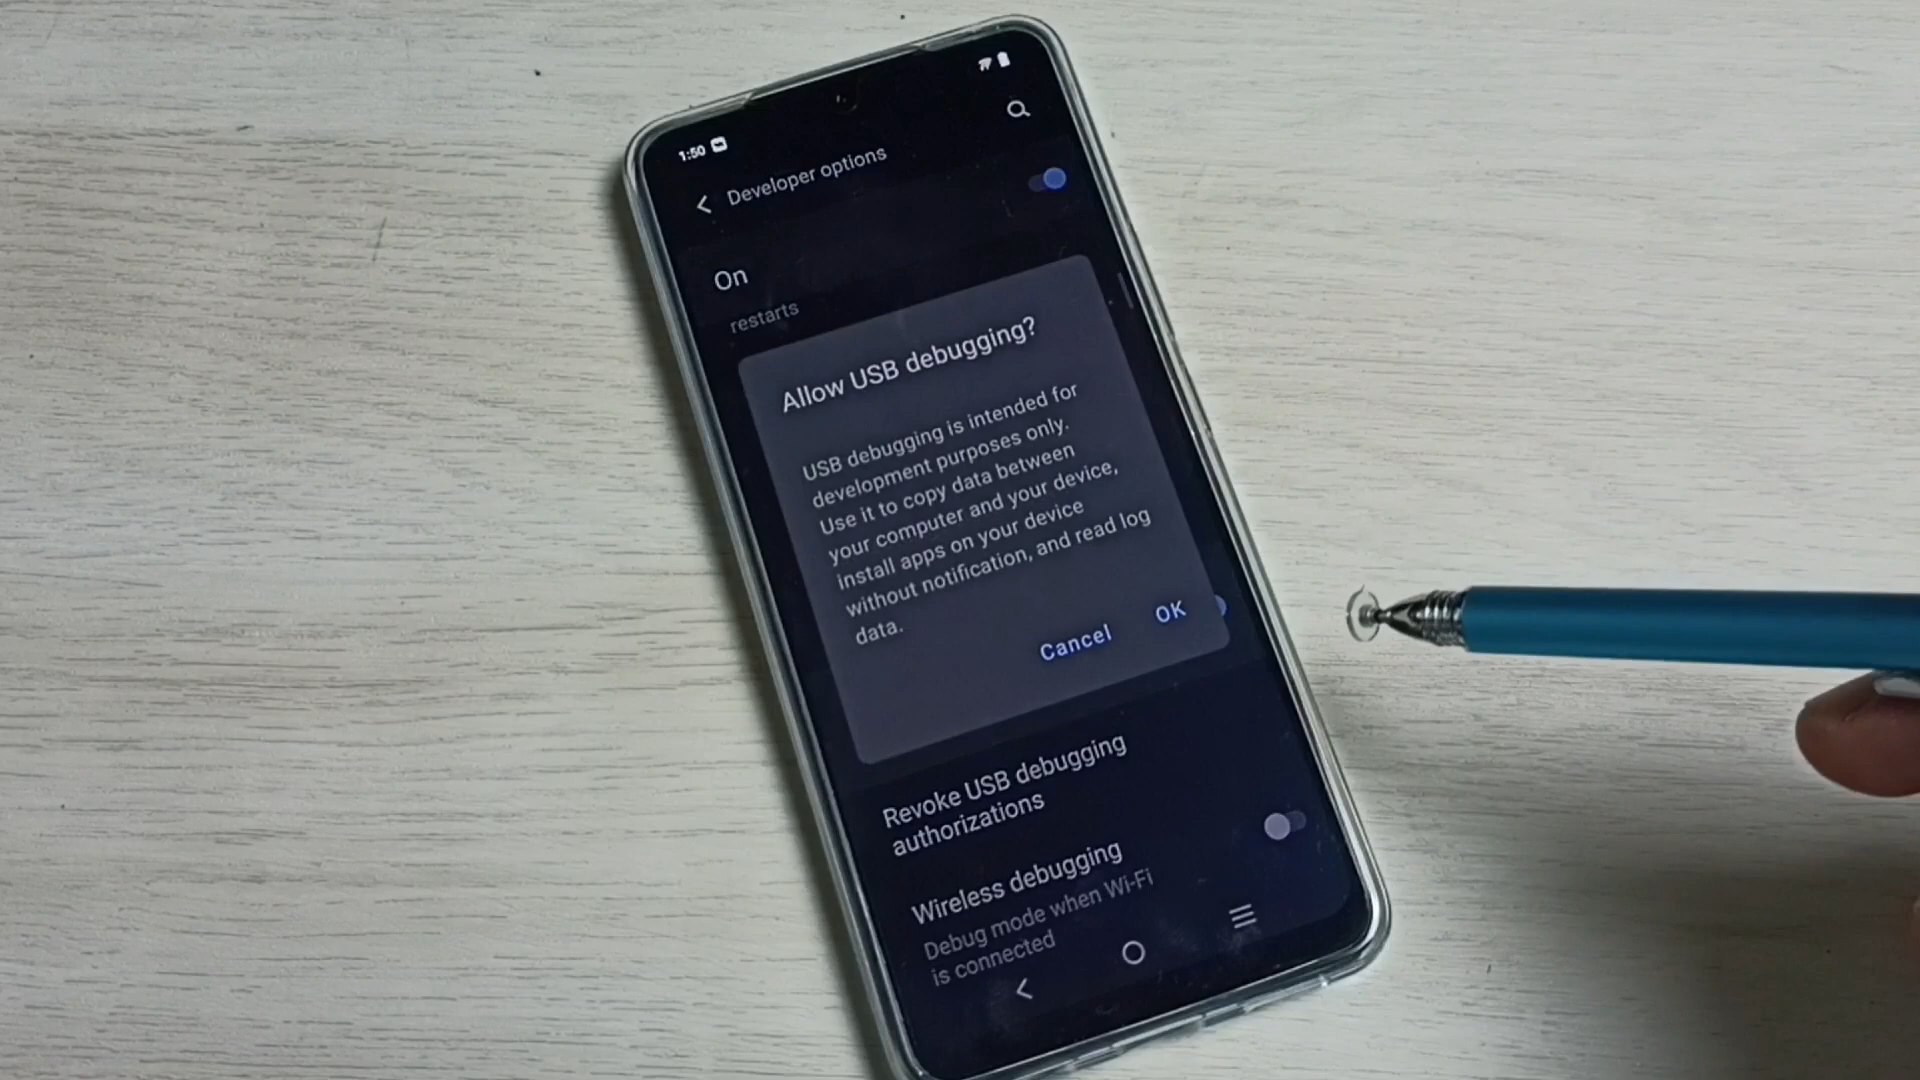 1:50
Developer options
On
restarts
Allow USB debugging?
USB debugging is intended for
development purposes only.
Use it to copy data between
your computer and your device,
install apps on your device
without notification, and read log
data.
Cancel
OK
Revoke USB debugging
authorizations
Wireless debugging
Debug mode when Wi-Fi
is connected